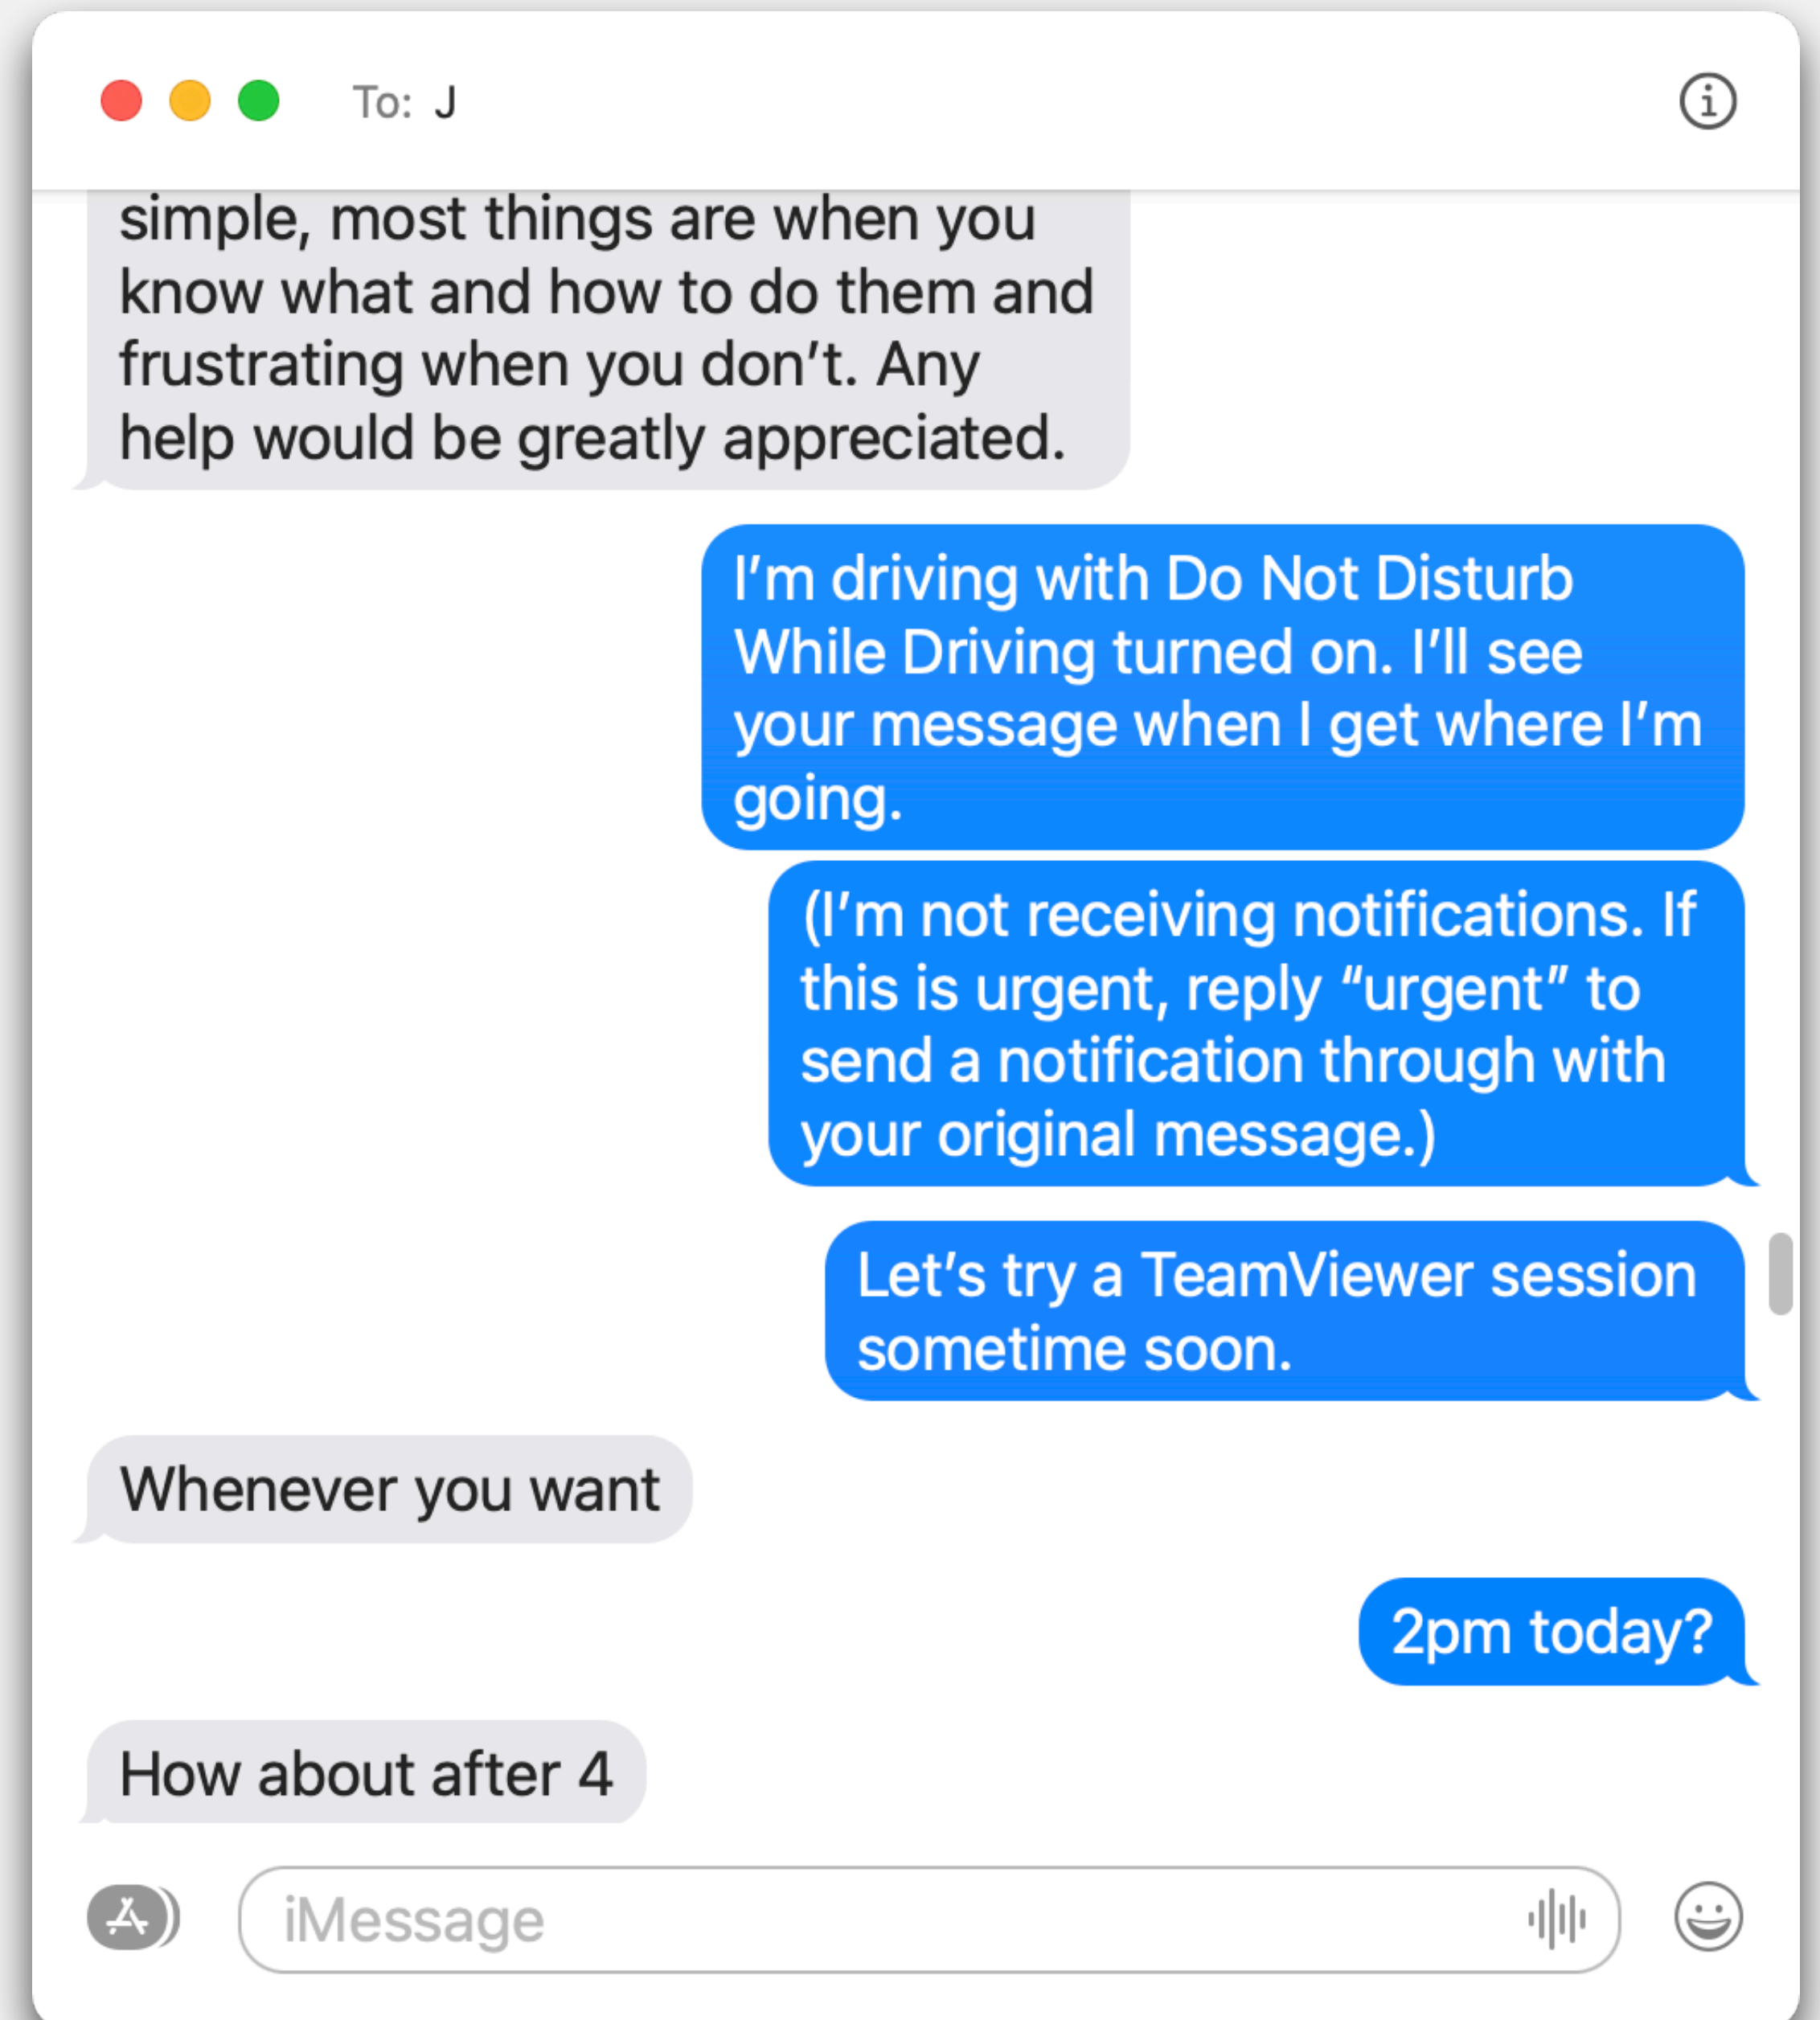 To: J
simple, most things are when you
know what and how to do them and
frustrating when you don’t. Any
help would be greatly appreciated.
I’m driving with Do Not Disturb
While Driving turned on. I’ll see
your message when I get where I’m
going.
(I’m not receiving notifications. If
this is urgent, reply “urgent” to
send a notification through with
your original message.)
Let’s try a TeamViewer session
sometime soon.
Whenever you want
2pm today?
How about after 4
iMessage